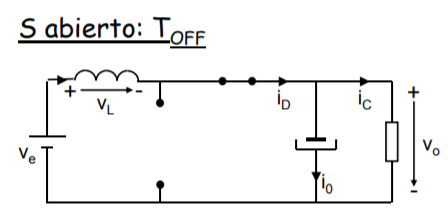 S abierto: TOFF
+ -
vL
iD
iC
+
ve
vo
i0
-